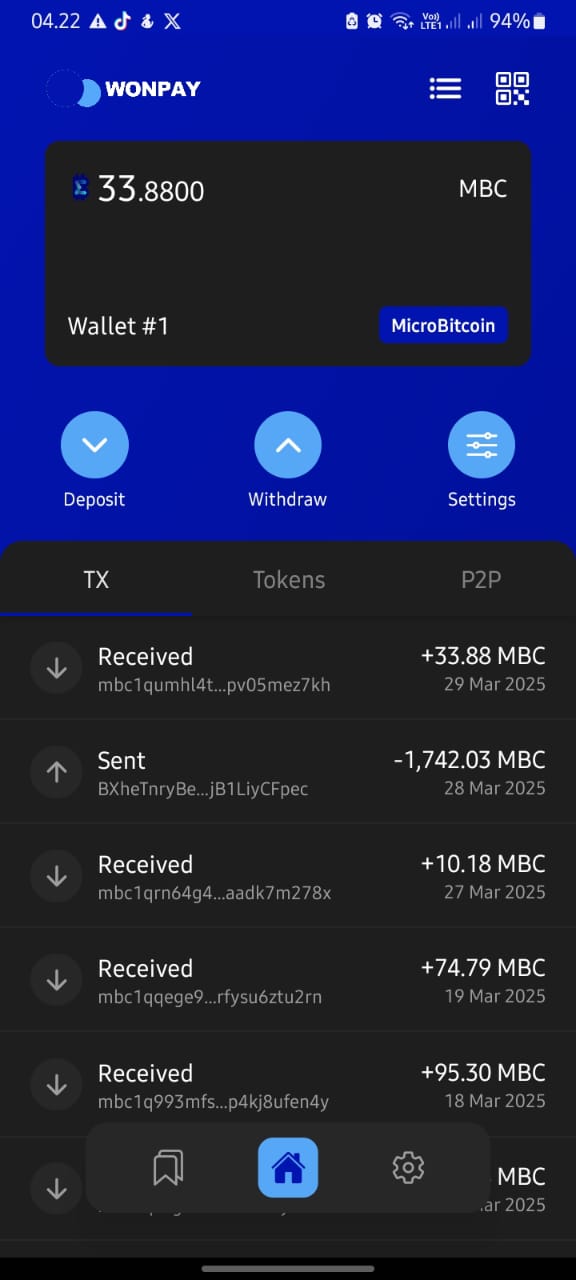 04.22 94%
Vo)) LTE1
WONPAY
33.8800 MBC
Wallet #1 MicroBitcoin
Deposit Withdraw Settings
TX Tokens P2P
Received +33.88 MBC
mbc1qumhl4t...pv05mez7kh 29 Mar 2025
Sent -1,742.03 MBC
BXheTnryBe...jB1LiyCFpec 28 Mar 2025
Received +10.18 MBC
mbc1qrn64g4...aadk7m278x 27 Mar 2025
Received +74.79 MBC
mbc1qqege9...rfysu6ztu2rn 19 Mar 2025
Received +95.30 MBC
mbc1q993mfs...p4kj8ufen4y 18 Mar 2025
MBC
2025